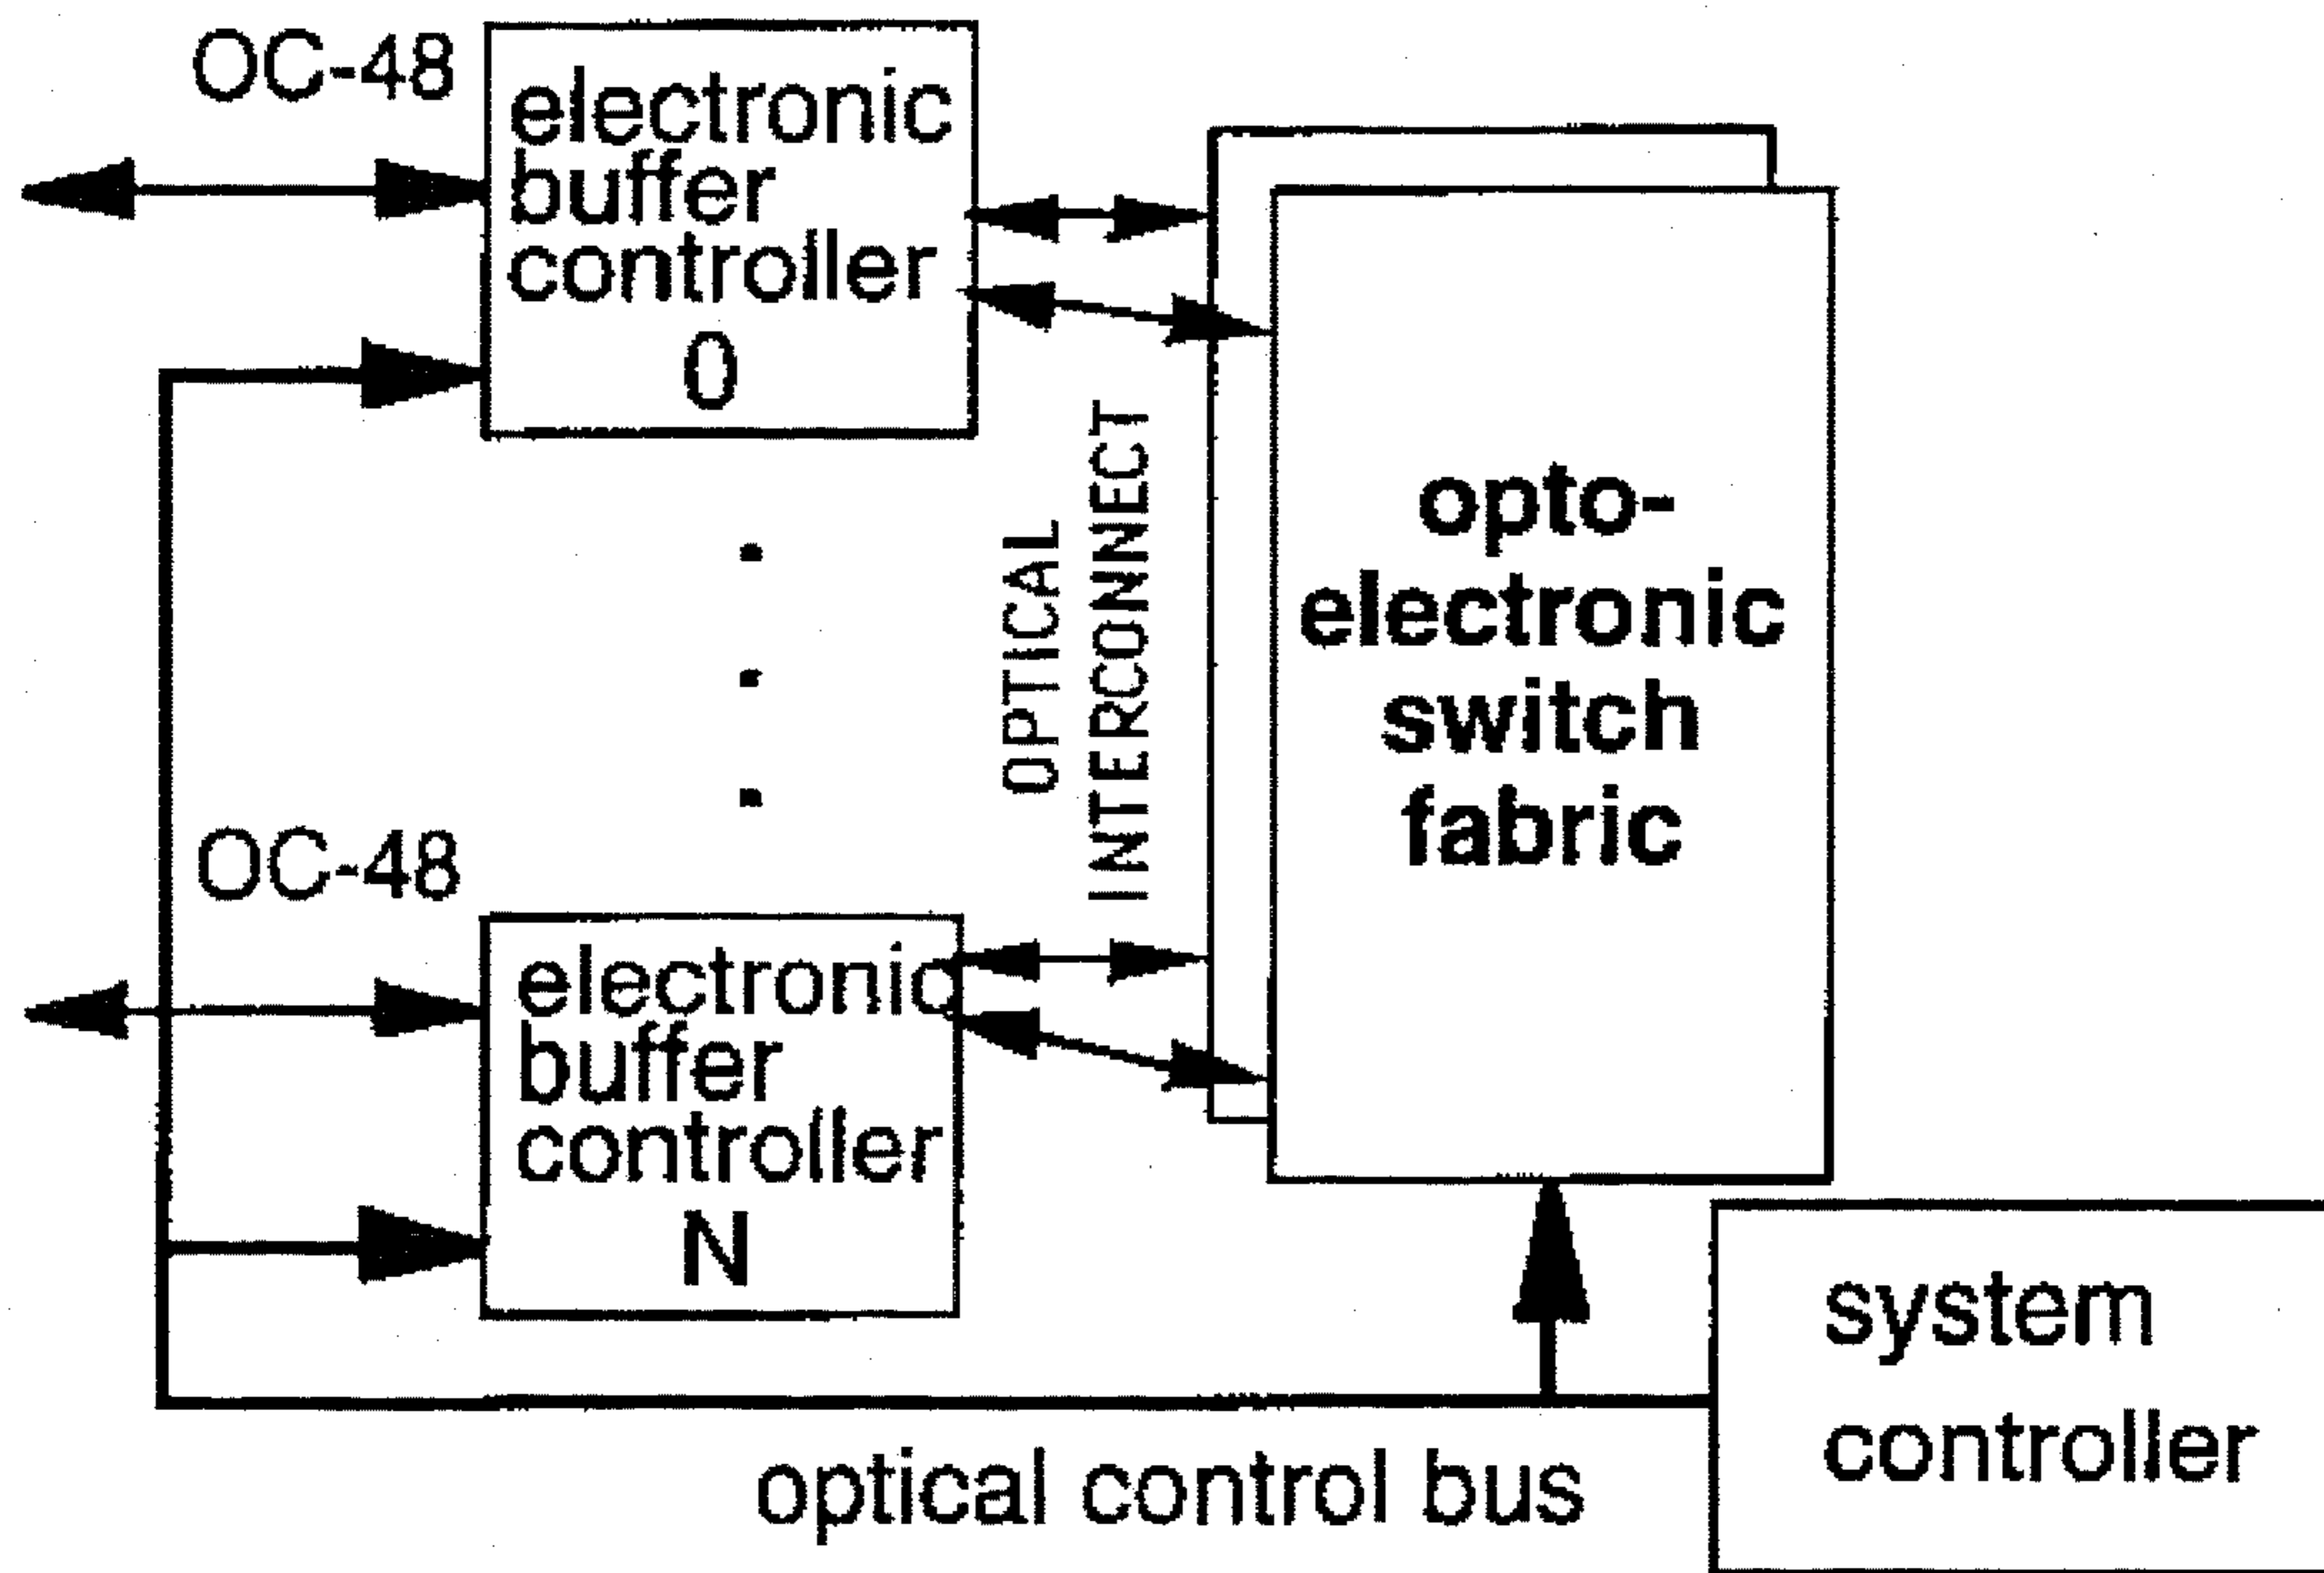 OC-48
electronic
buffer
controller
0
OPTICAL
INTERCONNECT
opto-
electronic
switch
fabric
OC-48
electronic
buffer
controller
N
system
controller
optical control bus